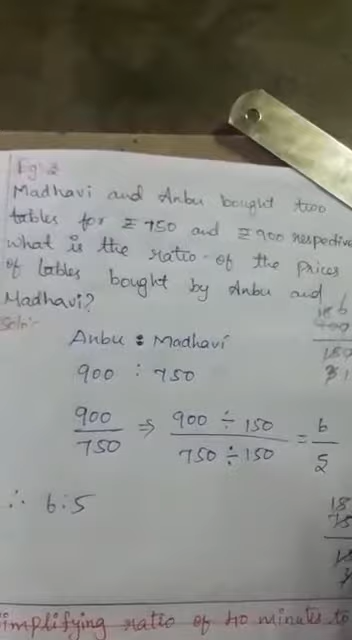 Eg: 2
Madhavi and Anbu bought two
tables for ₹ 750 and ₹ 900 respective
what is the ratio of the Prices
of tables bought by Anbu and
Madhavi?
Soln:-
Anbu : Madhavi
900 : 750
900/750 ⇒ 900 ÷ 150 / 750 ÷ 150 = 6/5
∴ 6:5
simplifying ratio of 40 minutes to